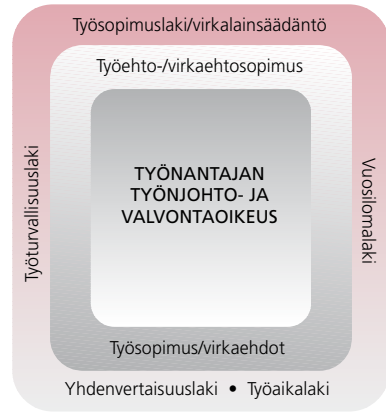 Työsopimuslaki/virkalainsäädäntö
Työehto-/virkaehtosopimus
Työturvallisuuslaki
TYÖNANTAJAN
TYÖNJOHTO- JA
VALVONTAOIKEUS
Vuosilomalaki
Työsopimus/virkaehdot
Yhdenvertaisuuslaki • Työaikalaki